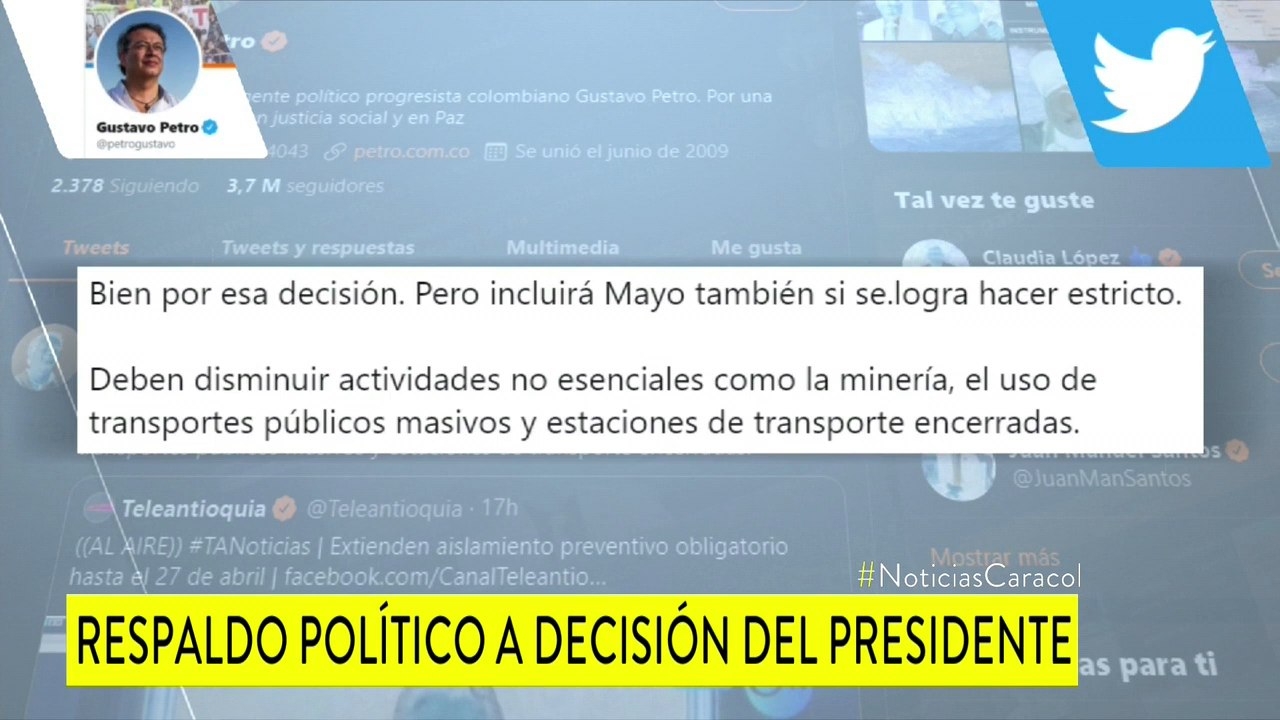 tro
Gustavo Petro
@petrogustavo
político progresista colombiano Gustavo Petro. Por una
justicia social y en Paz
4043 petro.com.co Se unió el junio de 2009
2.378 Siguiendo 3,7 M seguidores
Tweets Tweets y respuestas Multimedia Me gusta
Tal vez te guste
Claudia López
Bien por esa decisión. Pero incluirá Mayo también si se.logra hacer estricto.
Deben disminuir actividades no esenciales como la minería, el uso de
transportes públicos masivos y estaciones de transporte encerradas.
Juan Manuel Santos
@JuanManSantos
Teleantioquia @Teleantioquia · 17h
((AL AIRE)) #TANoticias | Extienden aislamiento preventivo obligatorio
hasta el 27 de abril | facebook.com/CanalTeleantio...
Mostrar más
#NoticiasCaracol
RESPALDO POLÍTICO A DECISIÓN DEL PRESIDENTE
as para ti